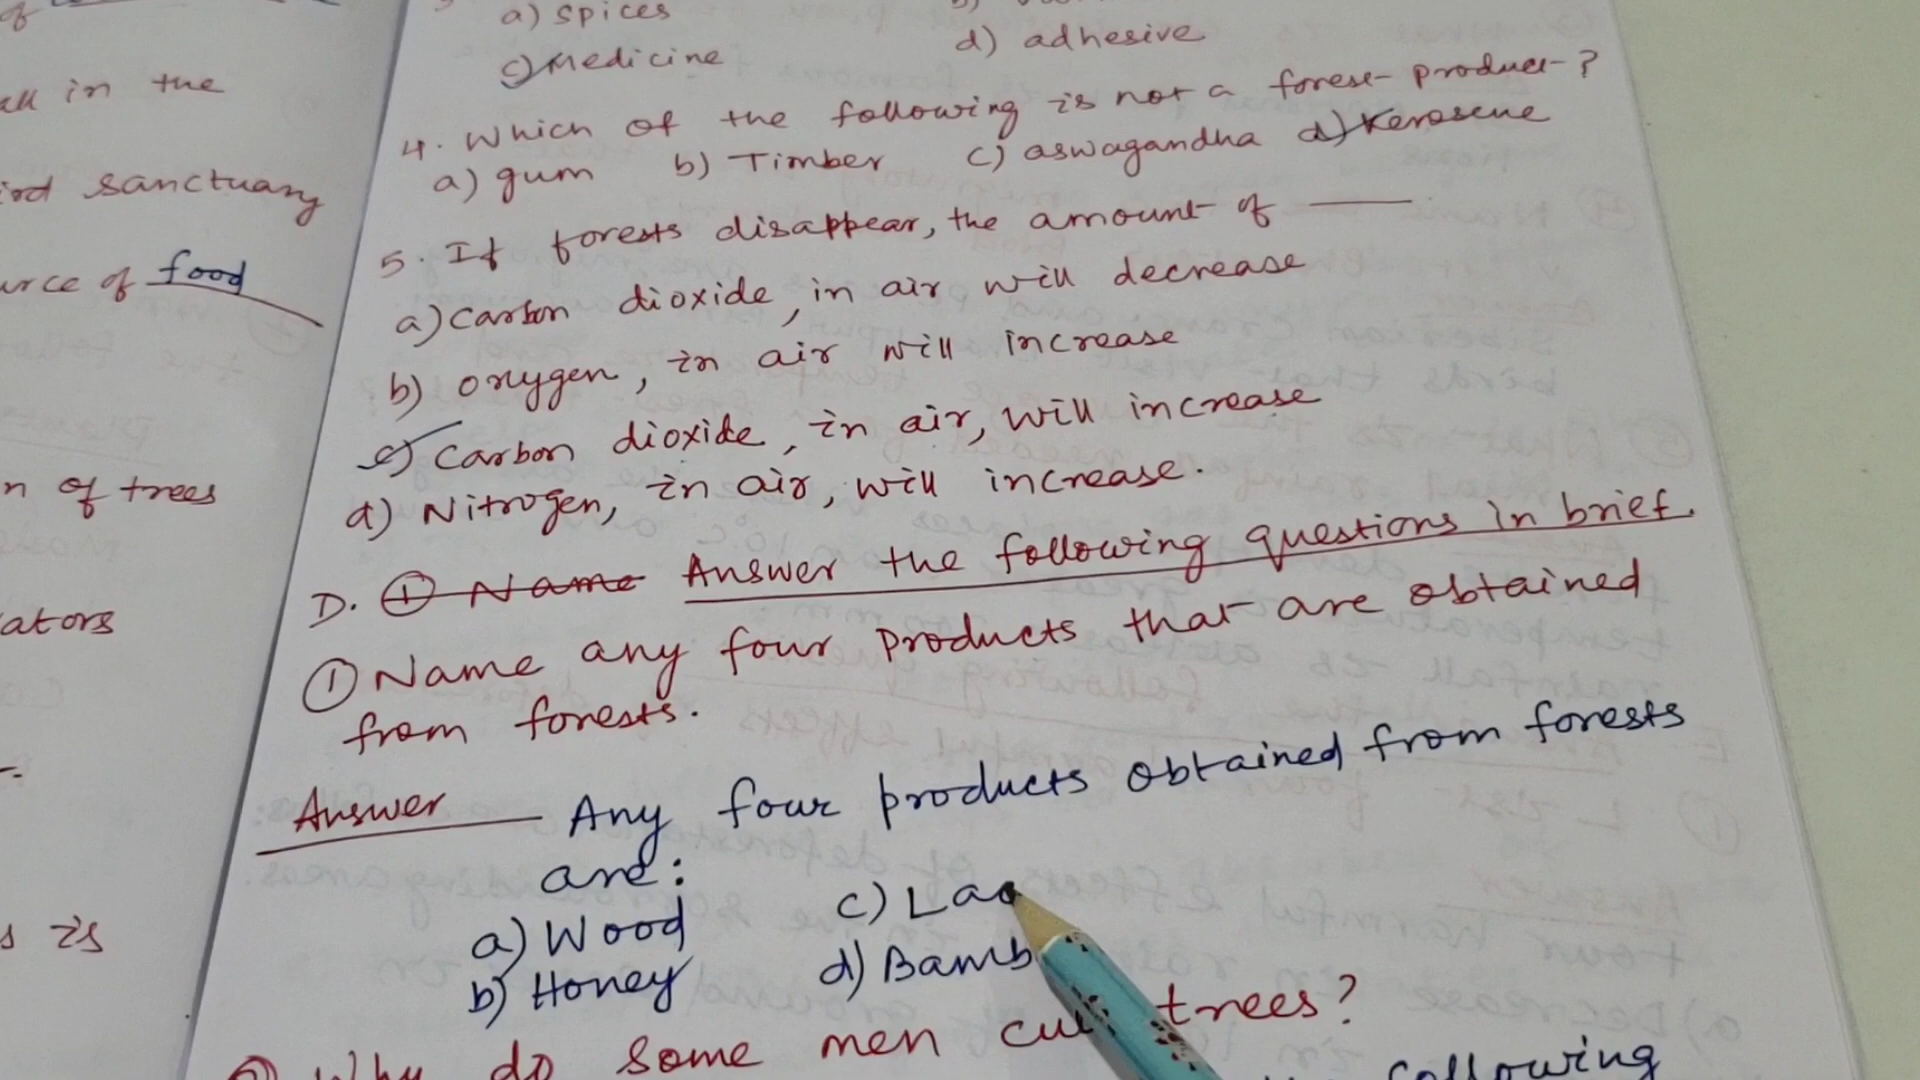 all in the
sanctuary
of food
of trees
ators
is
a) spices
c) Medicine
d) adhesive
4. Which of the following is not a forest produce?
a) gum b) Timber c) aswagandha d) Kerosene
5. If forests disappear, the amount of ——
a) Carbon dioxide, in air will decrease
b) oxygen, in air will increase
c) Carbon dioxide, in air, will increase
d) Nitrogen, in air, will increase.
D. ① Name Answer the following questions in brief.
① Name any four products that are obtained
from forests.
Answer — Any four products obtained from forests
are:
a) Wood c) Lac
b) Honey d) Bamb
Why do some men cut trees?
following